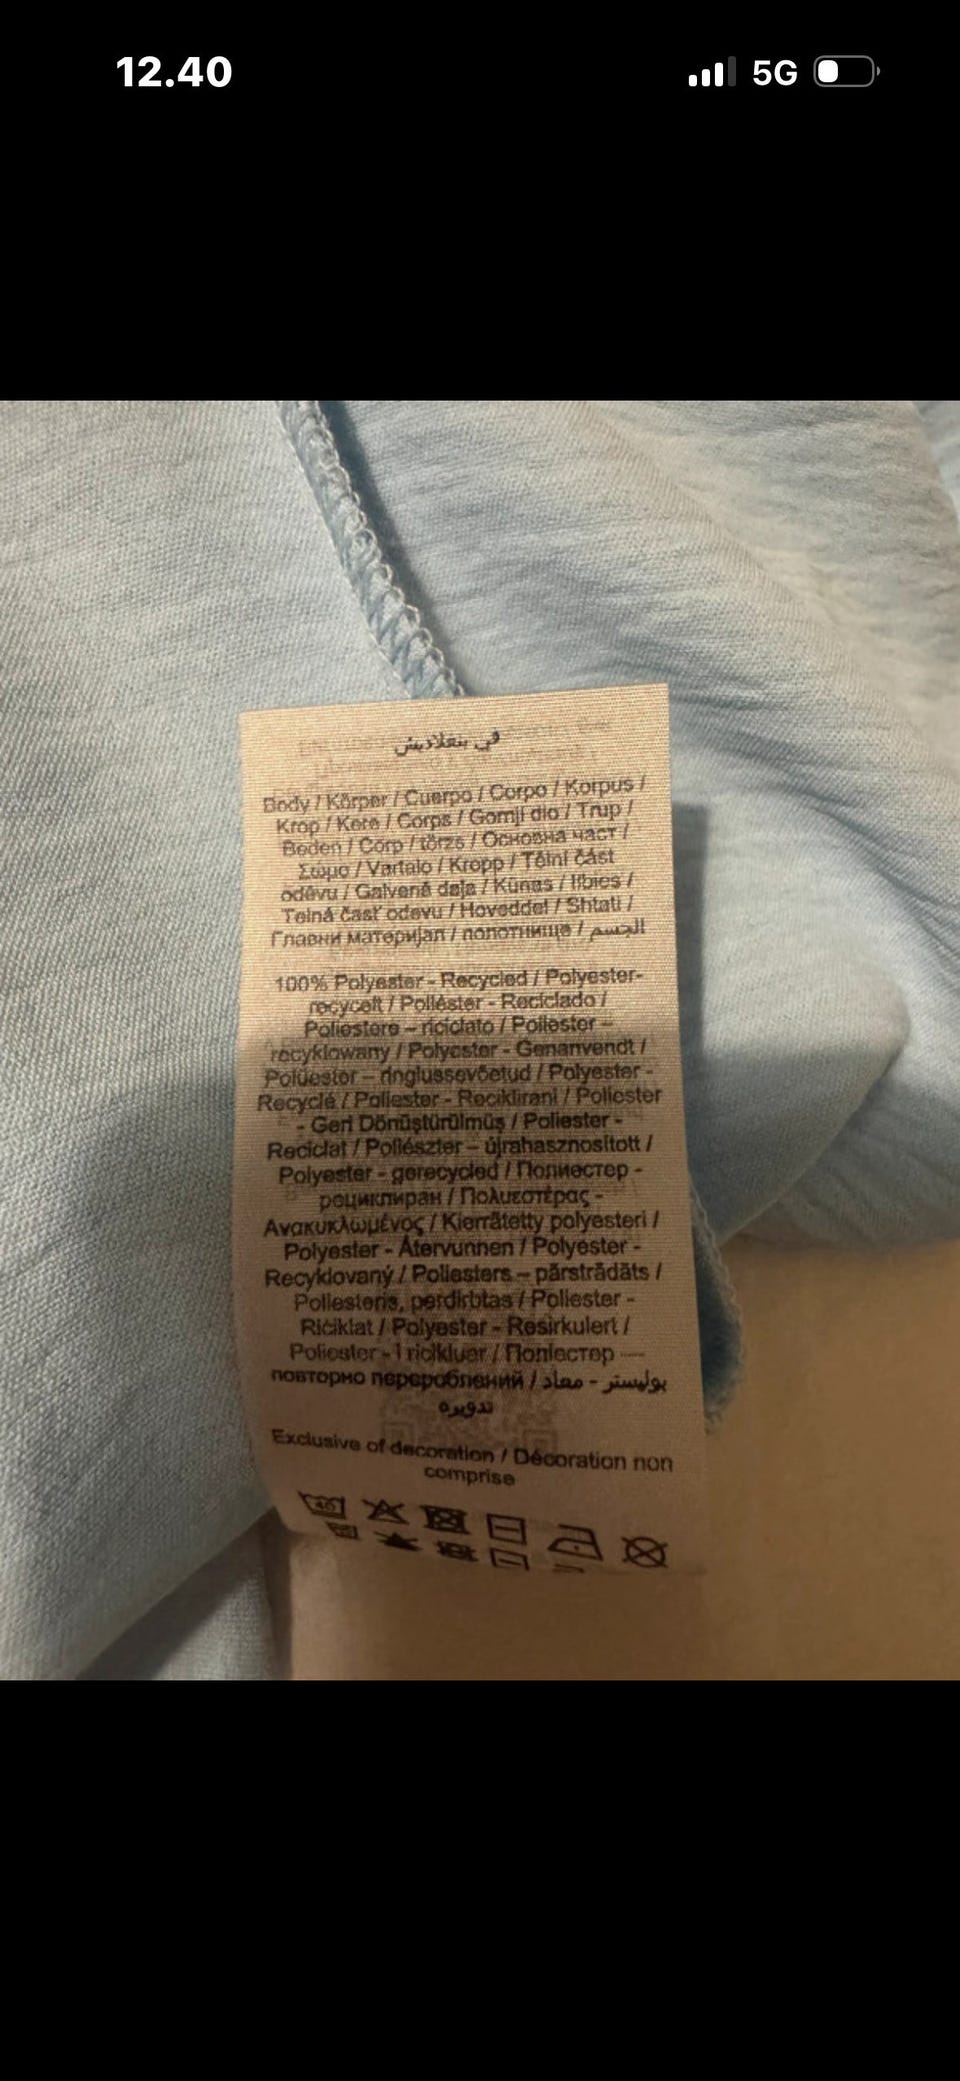 12.40
5G
في بنغلاديش
Body / Körper / Cuerpo / Corpo / Korpus /
Krop / Kere / Corps / Gornji dio / Trup /
Beden / Corp / törzs / Основна част /
Σώμα / Vartalo / Kropp / Tělní část
oděvu / Galvenā daļa / Kūnas / Ilbies /
Telná časť odevu / Hoveddel / Shtati /
Главни материјал / полотнище / الجسم
100% Polyester - Recycled / Polyester-
recycelt / Poliéster - Reciclado /
Poliestere – riciclato / Poliester –
recyklowany / Polyester - Genanvendt /
Polüester – ringlussevõetud / Polyester -
Recyclé / Poliester - Reciklirani / Poliester
- Geri Dönüştürülmüş / Poliester -
Reciclat / Poliészter – újrahasznosított /
Polyester - gerecycled / Полиестер -
рециклиран / Πολυεστέρας -
Ανακυκλωμένος / Kierrätetty polyesteri /
Polyester - Återvunnen / Polyester -
Recyklovaný / Poliesters – pārstrādāts /
Poliesteris, perdirbtas / Poliester -
Riċiklat / Polyester - Resirkulert /
Poliester - I riciklluar / Поліестер —
повторно перероблений / بوليستر - معاد
تدويره
Exclusive of decoration / Décoration non
comprise
40